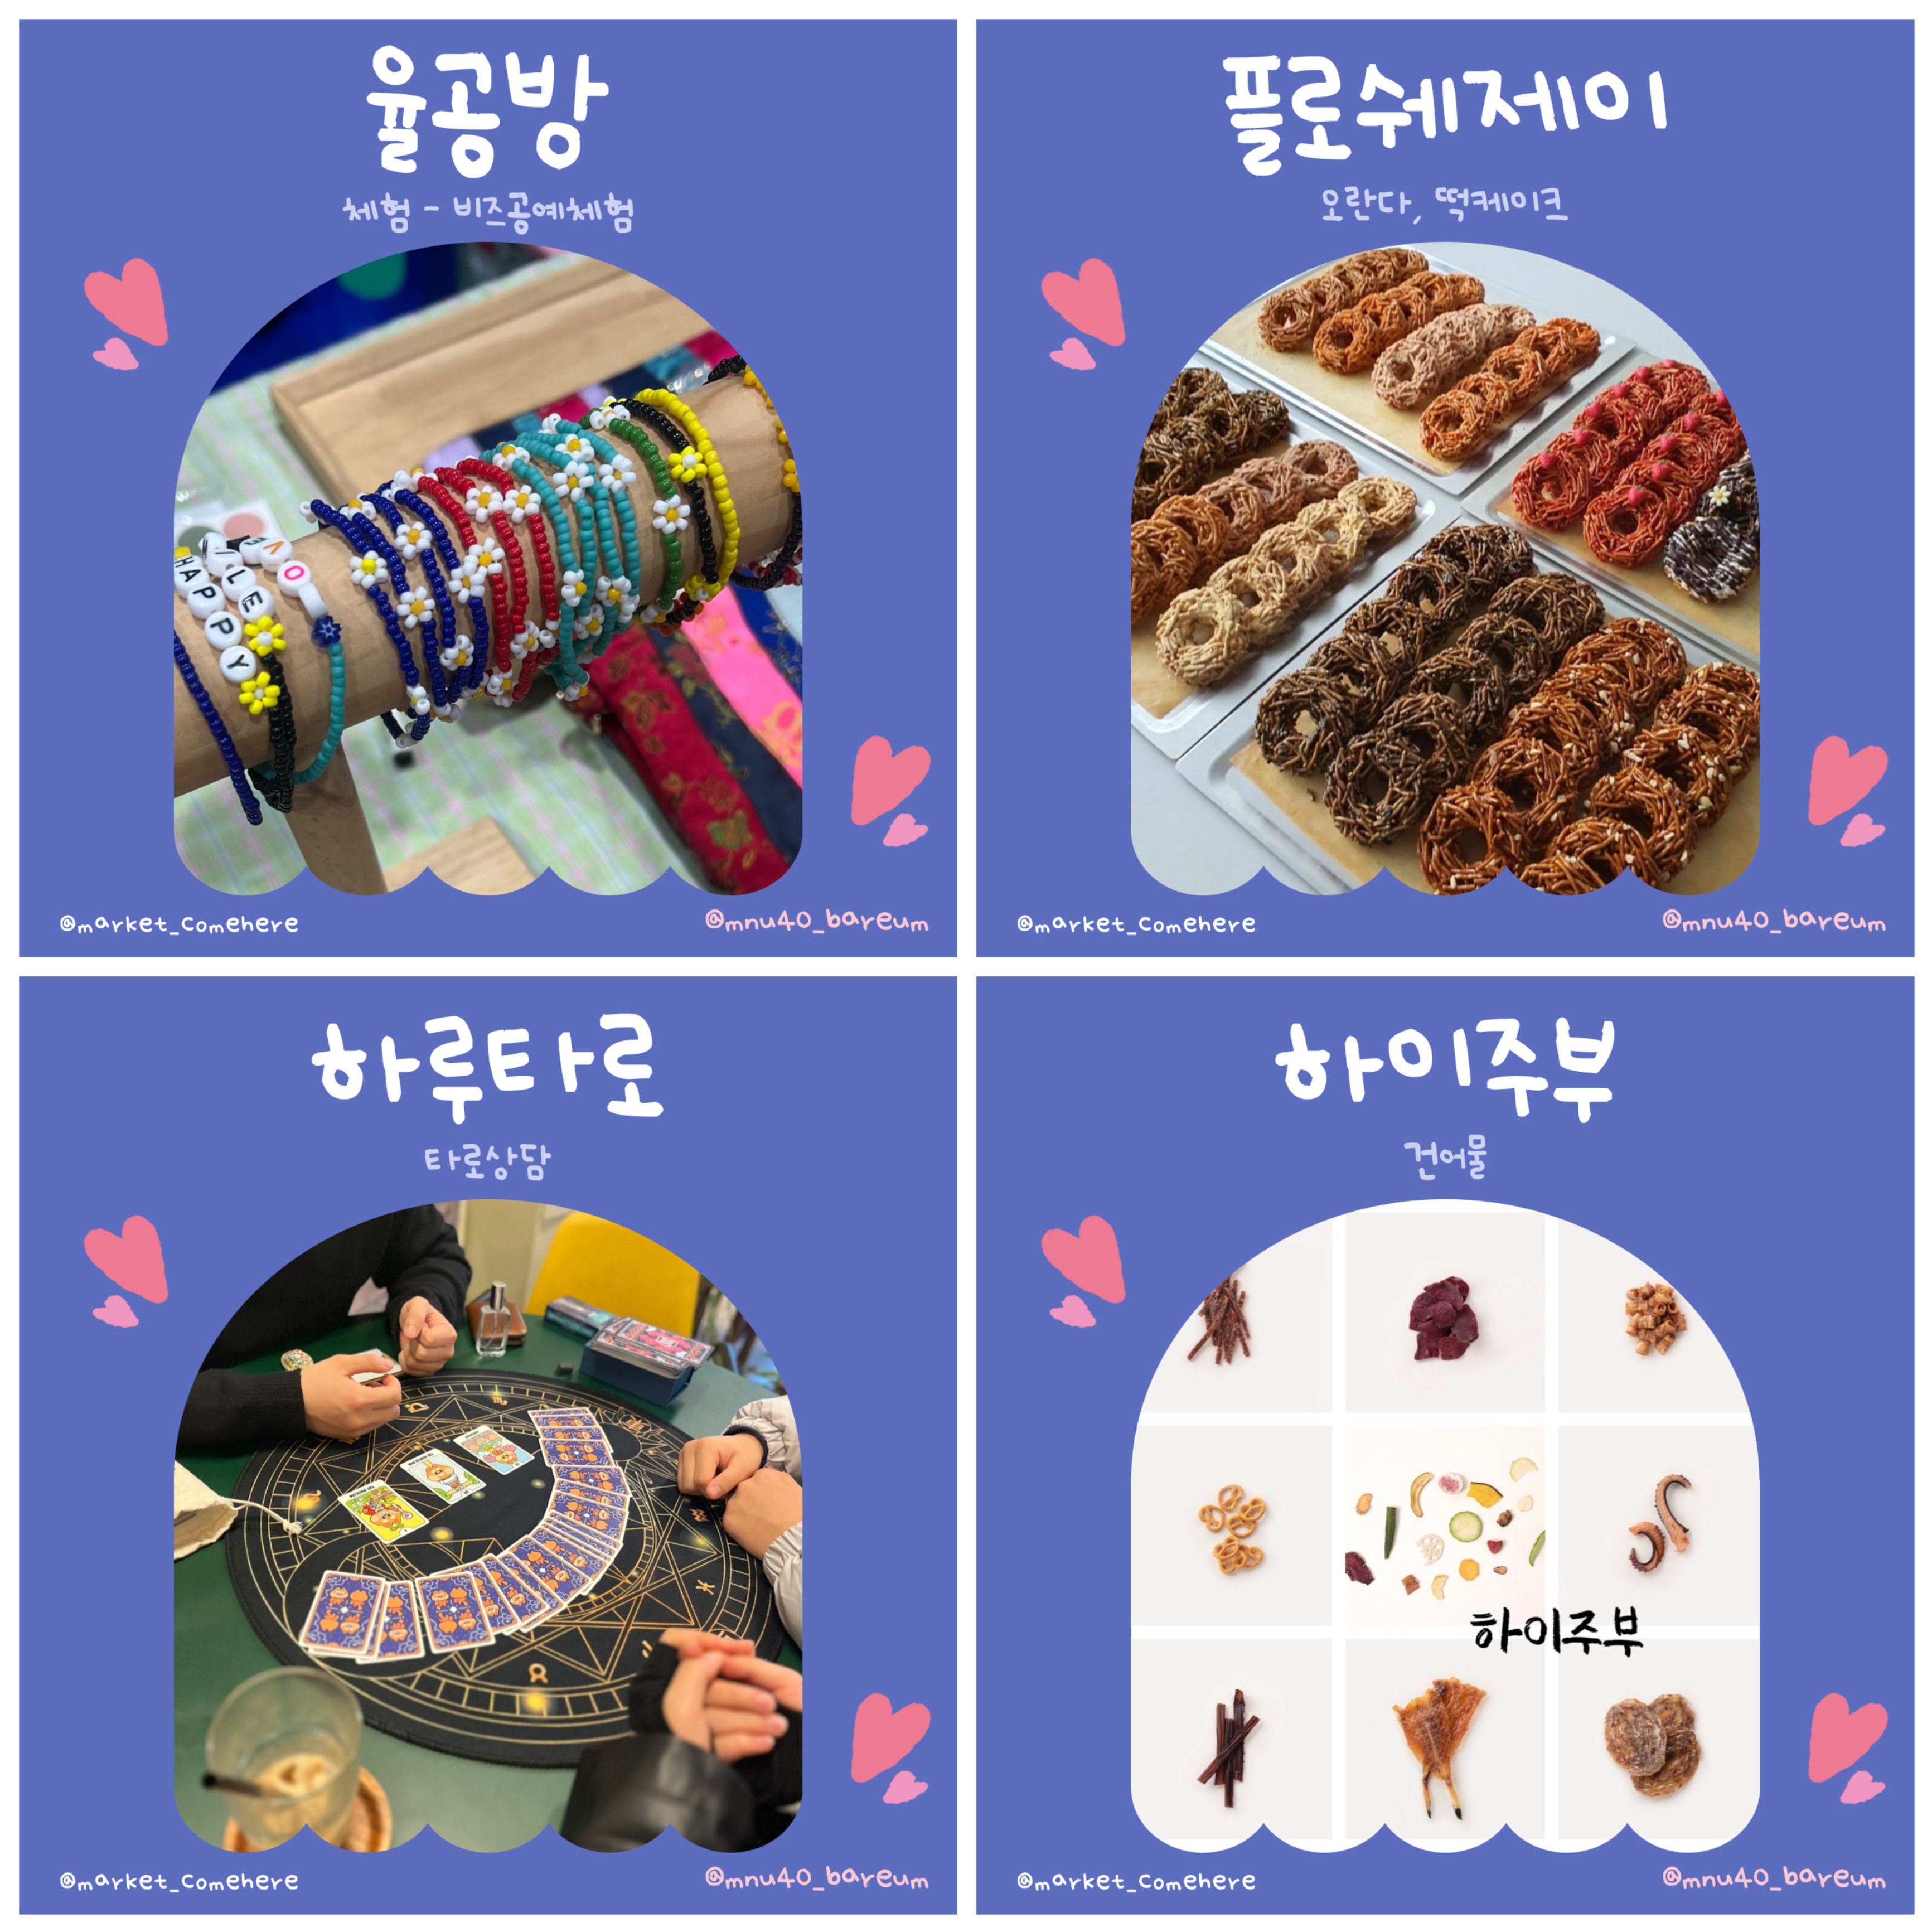 율공방
체험 - 비즈공예체험
HAPPY
LOVE
@market_comehere
@mnu40_bareum
플로쉐제이
오란다, 떡케이크
@market_comehere
@mnu40_bareum
하루타로
타로상담
@market_comehere
@mnu40_bareum
하이주부
건어물
하이주부
@market_comehere
@mnu40_bareum